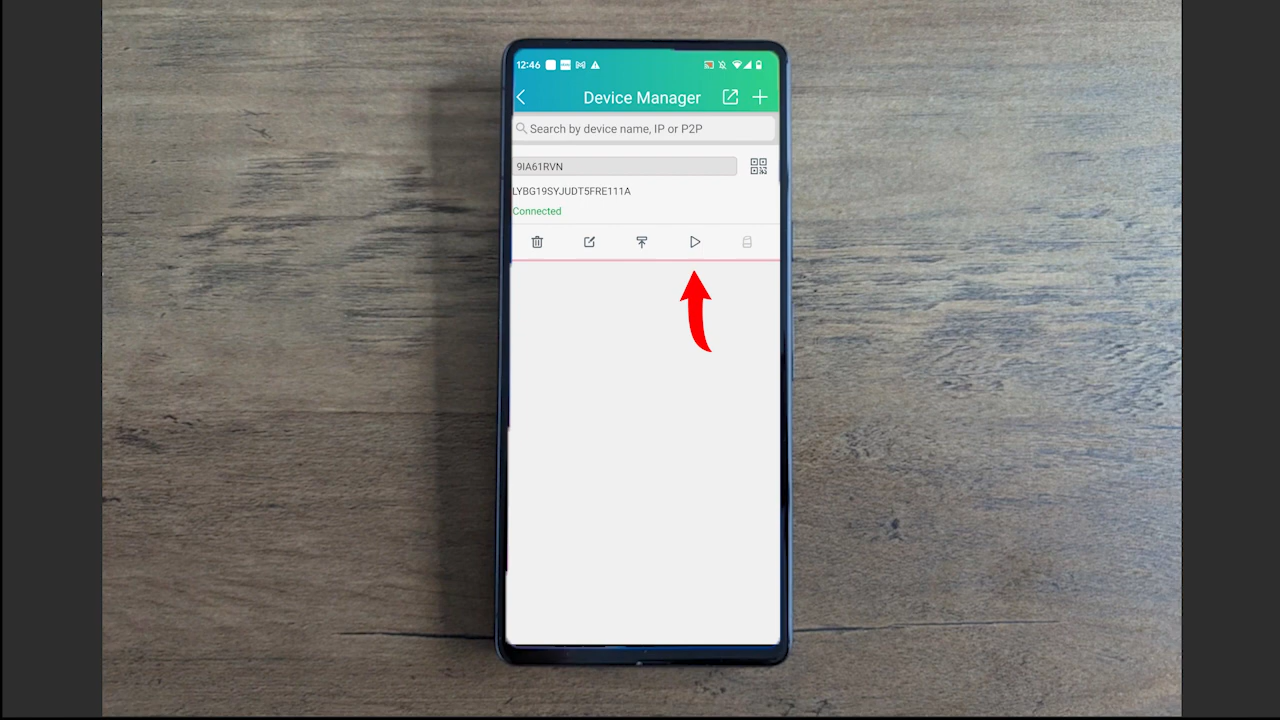 12:46
Device Manager
Search by device name, IP or P2P
9IA61RVN
LYBG19SYJUDT5FRE111A
Connected